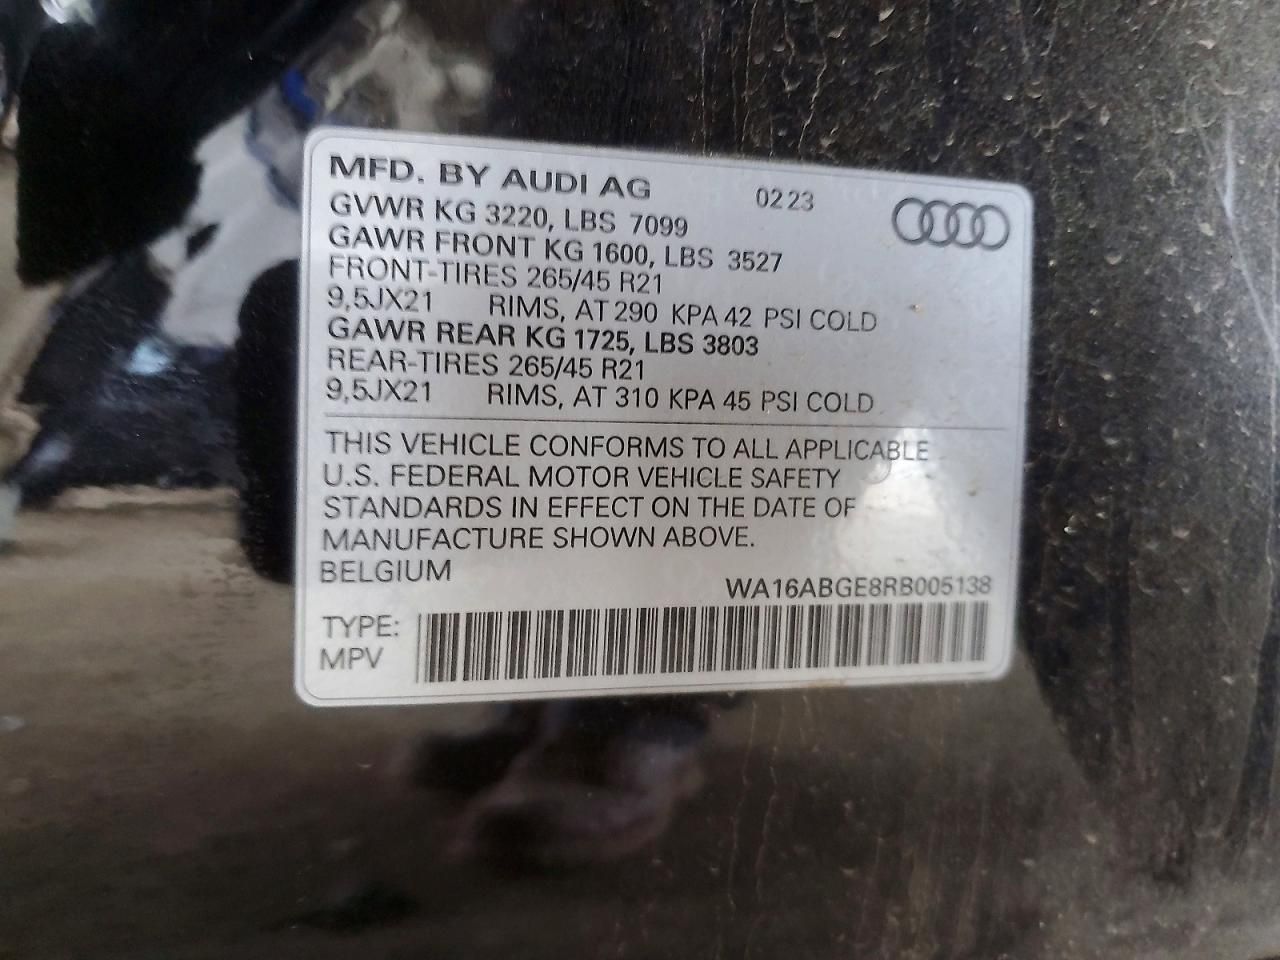 MFD. BY AUDI AG 02 23
GVWR KG 3220, LBS 7099
GAWR FRONT KG 1600, LBS 3527
FRONT-TIRES 265/45 R21
9,5JX21 RIMS, AT 290 KPA 42 PSI COLD
GAWR REAR KG 1725, LBS 3803
REAR-TIRES 265/45 R21
9,5JX21 RIMS, AT 310 KPA 45 PSI COLD
THIS VEHICLE CONFORMS TO ALL APPLICABLE
U.S. FEDERAL MOTOR VEHICLE SAFETY
STANDARDS IN EFFECT ON THE DATE OF
MANUFACTURE SHOWN ABOVE.
BELGIUM
WA16ABGE8RB005138
TYPE:
MPV